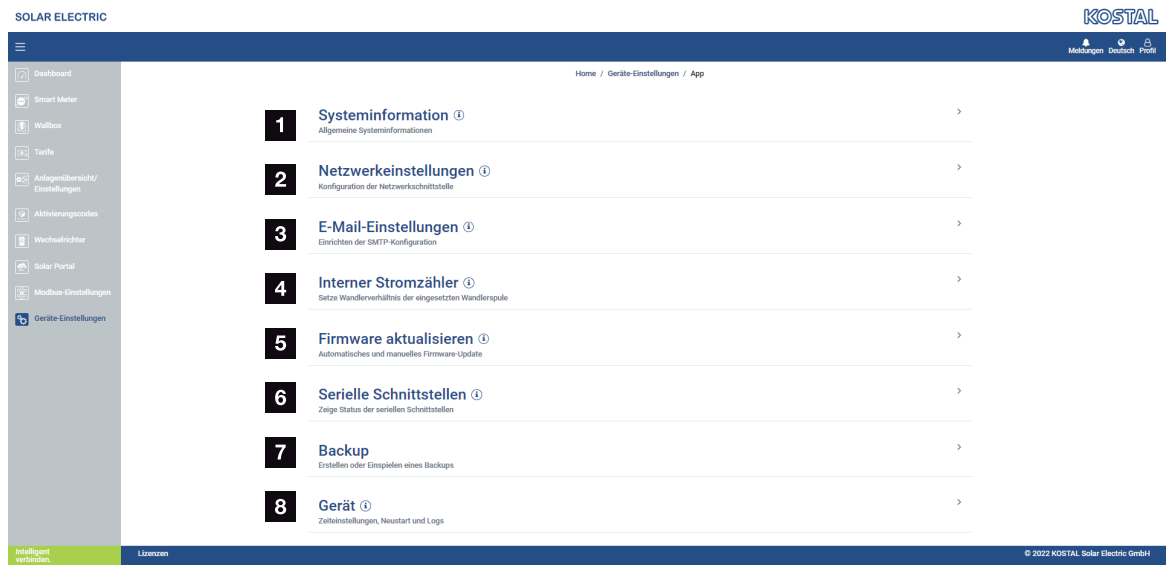 SOLAR ELECTRIC
KOSTAL
Meldungen Deutsch Profil
Home / Geräte-Einstellungen / App
Dashboard
Smart Meter
Wallbox
Tarife
Anlagenübersicht/
Einstellungen
Aktivierungscodes
Wechselrichter
Solar Portal
Modbus-Einstellungen
Geräte-Einstellungen
1 Systeminformation
Allgemeine Systeminformationen
2 Netzwerkeinstellungen
Konfiguration der Netzwerkschnittstelle
3 E-Mail-Einstellungen
Einrichten der SMTP-Konfiguration
4 Interner Stromzähler
Setze Wandlerverhältnis der eingesetzten Wandlerspule
5 Firmware aktualisieren
Automatisches und manuelles Firmware-Update
6 Serielle Schnittstellen
Zeige Status der seriellen Schnittstellen
7 Backup
Erstellen oder Einspielen eines Backups
8 Gerät
Zeiteinstellungen, Neustart und Logs
Intelligent
verbinden.
Lizenzen
© 2022 KOSTAL Solar Electric GmbH